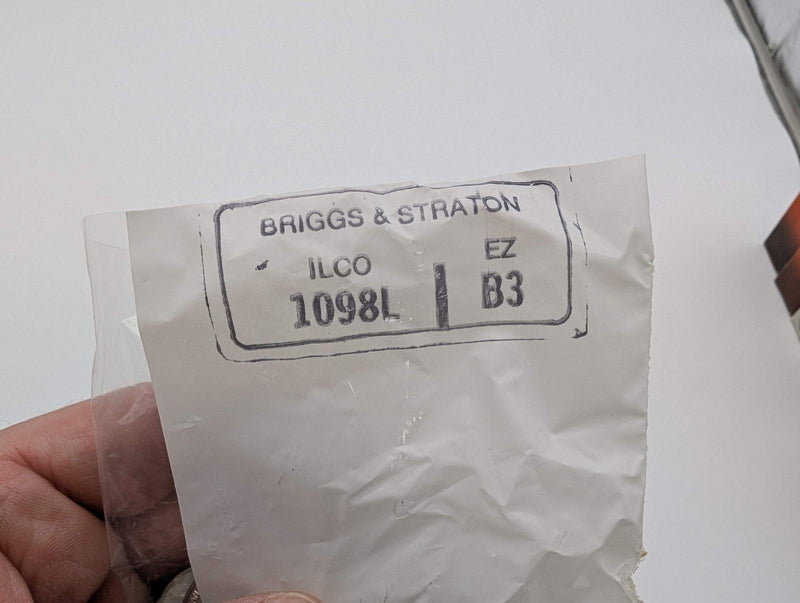 BRIGGS & STRATON
ILCO EZ
1098L B3